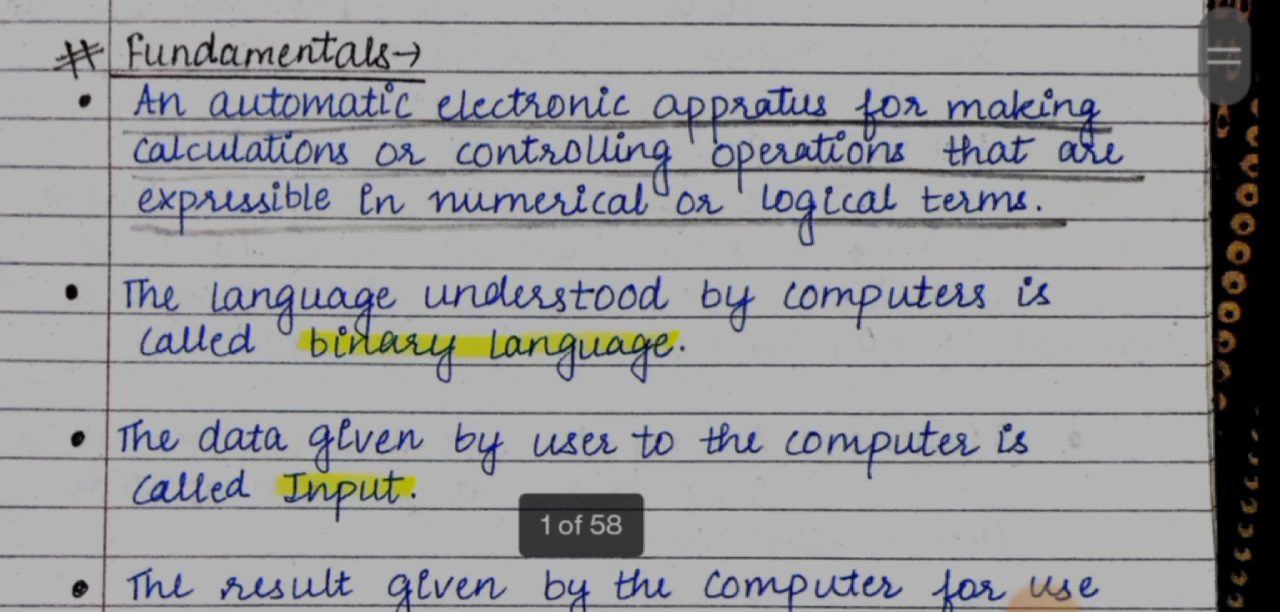 # Fundamentals→
• An automatic electronic appratus for making
calculations or controlling operations that are
expressible in numerical or logical terms.
• The language understood by computers is
called binary language.
• The data given by user to the computer is
called Input.
1 of 58
• The result given by the computer for use